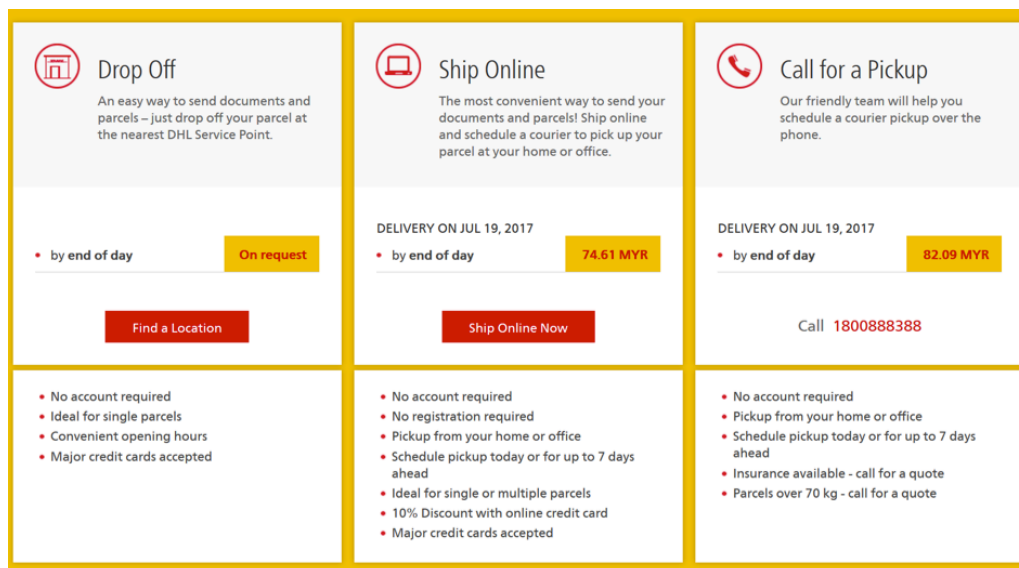 Drop Off
An easy way to send documents and
parcels – just drop off your parcel at
the nearest DHL Service Point.
by end of day
On request
Find a Location
• No account required
• Ideal for single parcels
• Convenient opening hours
• Major credit cards accepted
Ship Online
The most convenient way to send your
documents and parcels! Ship online
and schedule a courier to pick up your
parcel at your home or office.
DELIVERY ON JUL 19, 2017
• by end of day
74.61 MYR
Ship Online Now
• No account required
• No registration required
• Pickup from your home or office
• Schedule pickup today or for up to 7 days
ahead
• Ideal for single or multiple parcels
• 10% Discount with online credit card
• Major credit cards accepted
Call for a Pickup
Our friendly team will help you
schedule a courier pickup over the
phone.
DELIVERY ON JUL 19, 2017
• by end of day
82.09 MYR
Call 1800888388
• No account required
• Pickup from your home or office
• Schedule pickup today or for up to 7 days
ahead
• Insurance available - call for a quote
• Parcels over 70 kg - call for a quote